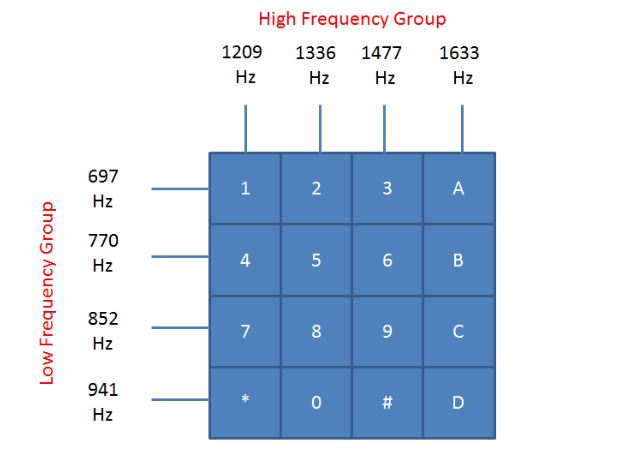 High Frequency Group
1209 1336 1477 1633
Hz Hz Hz Hz
697
Hz
1 2 3 A
770
Hz
4 5 6 B
852
Hz
7 8 9 C
941
Hz
* 0 # D
Low Frequency Group